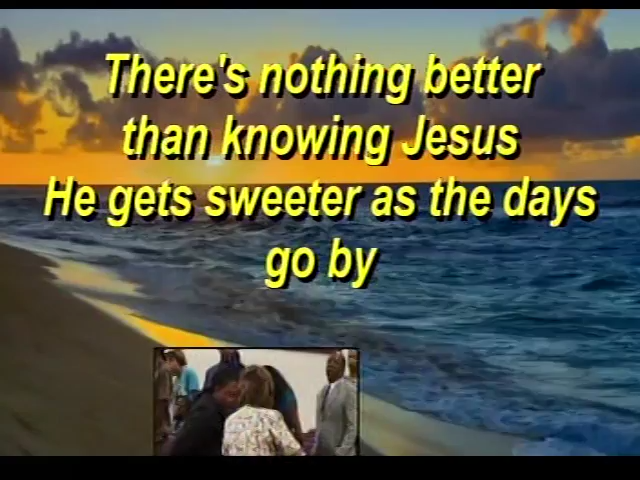 There's nothing better
than knowing Jesus
He gets sweeter as the days
go by